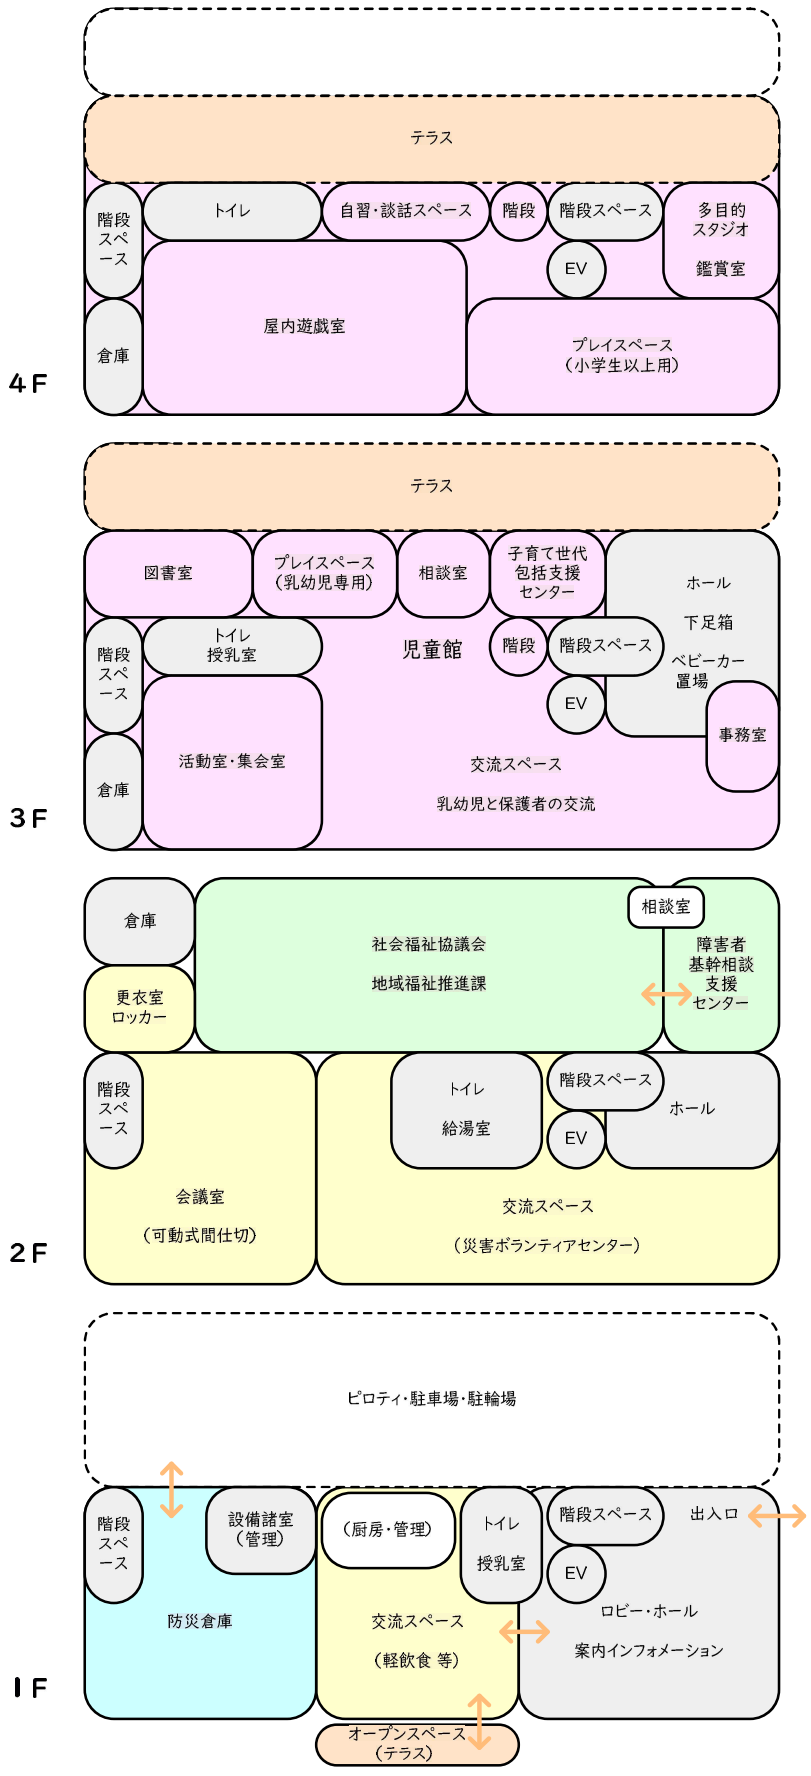 テラス
階段
スペ
ース
トイレ
自習・談話スペース
階段
階段スペース
多目的
スタジオ
鑑賞室
EV
屋内遊戯室
プレイスペース
(小学生以上用)
倉庫
4F
テラス
図書室
プレイスペース
(乳幼児専用)
相談室
子育て世代
包括支援
センター
ホール
下足箱
ベビーカー
置場
階段
スペ
ース
トイレ
授乳室
児童館
階段
階段スペース
EV
事務室
活動室・集会室
交流スペース
乳幼児と保護者の交流
倉庫
3F
倉庫
社会福祉協議会
地域福祉推進課
相談室
障害者
基幹相談
支援
センター
更衣室
ロッカー
階段
スペ
ース
トイレ
給湯室
階段スペース
ホール
EV
会議室
(可動式間仕切)
交流スペース
(災害ボランティアセンター)
2F
ピロティ・駐車場・駐輪場
階段
スペ
ース
設備諸室
(管理)
(厨房・管理)
トイレ
授乳室
階段スペース
出入口
EV
防災倉庫
交流スペース
(軽飲食 等)
ロビー・ホール
案内インフォメーション
1F
オープンスペース
(テラス)